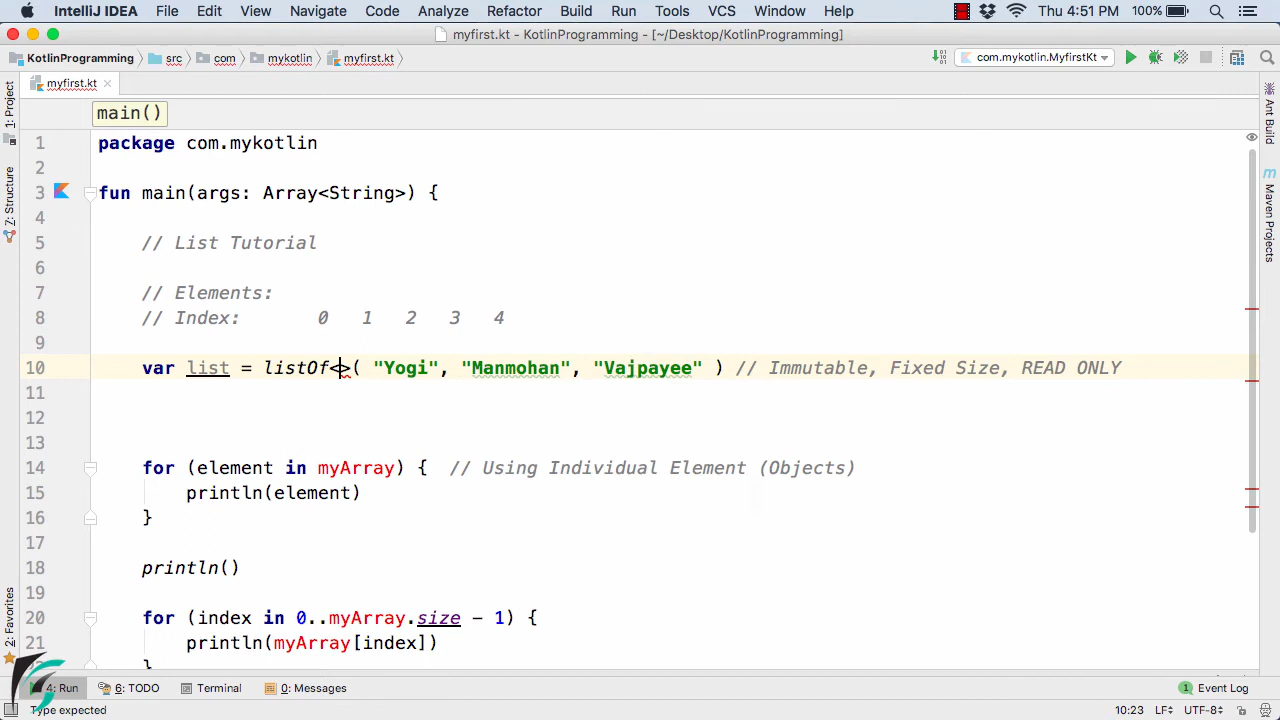 IntelliJ IDEA File Edit View Navigate Code Analyze Refactor Build Run Tools VCS Window Help Thu 4:51 PM 100%
myfirst.kt - KotlinProgramming - [~/Desktop/KotlinProgramming]
KotlinProgramming src com mykotlin myfirst.kt com.mykotlin.MyfirstKt
myfirst.kt
main()
1 package com.mykotlin
2
3 fun main(args: Array<String>) {
4
5 // List Tutorial
6
7 // Elements:
8 // Index: 0 1 2 3 4
9
10 var list = listOf<>( "Yogi", "Manmohan", "Vajpayee" ) // Immutable, Fixed Size, READ ONLY
11
12
13
14 for (element in myArray) { // Using Individual Element (Objects)
15 println(element)
16 }
17
18 println()
19
20 for (index in 0..myArray.size - 1) {
21 println(myArray[index])
}
1: Project
7: Structure
2: Favorites
Ant Build
Maven Projects
4: Run 6: TODO Terminal 0: Messages 1 Event Log
Type expected 10:23 LF UTF-8